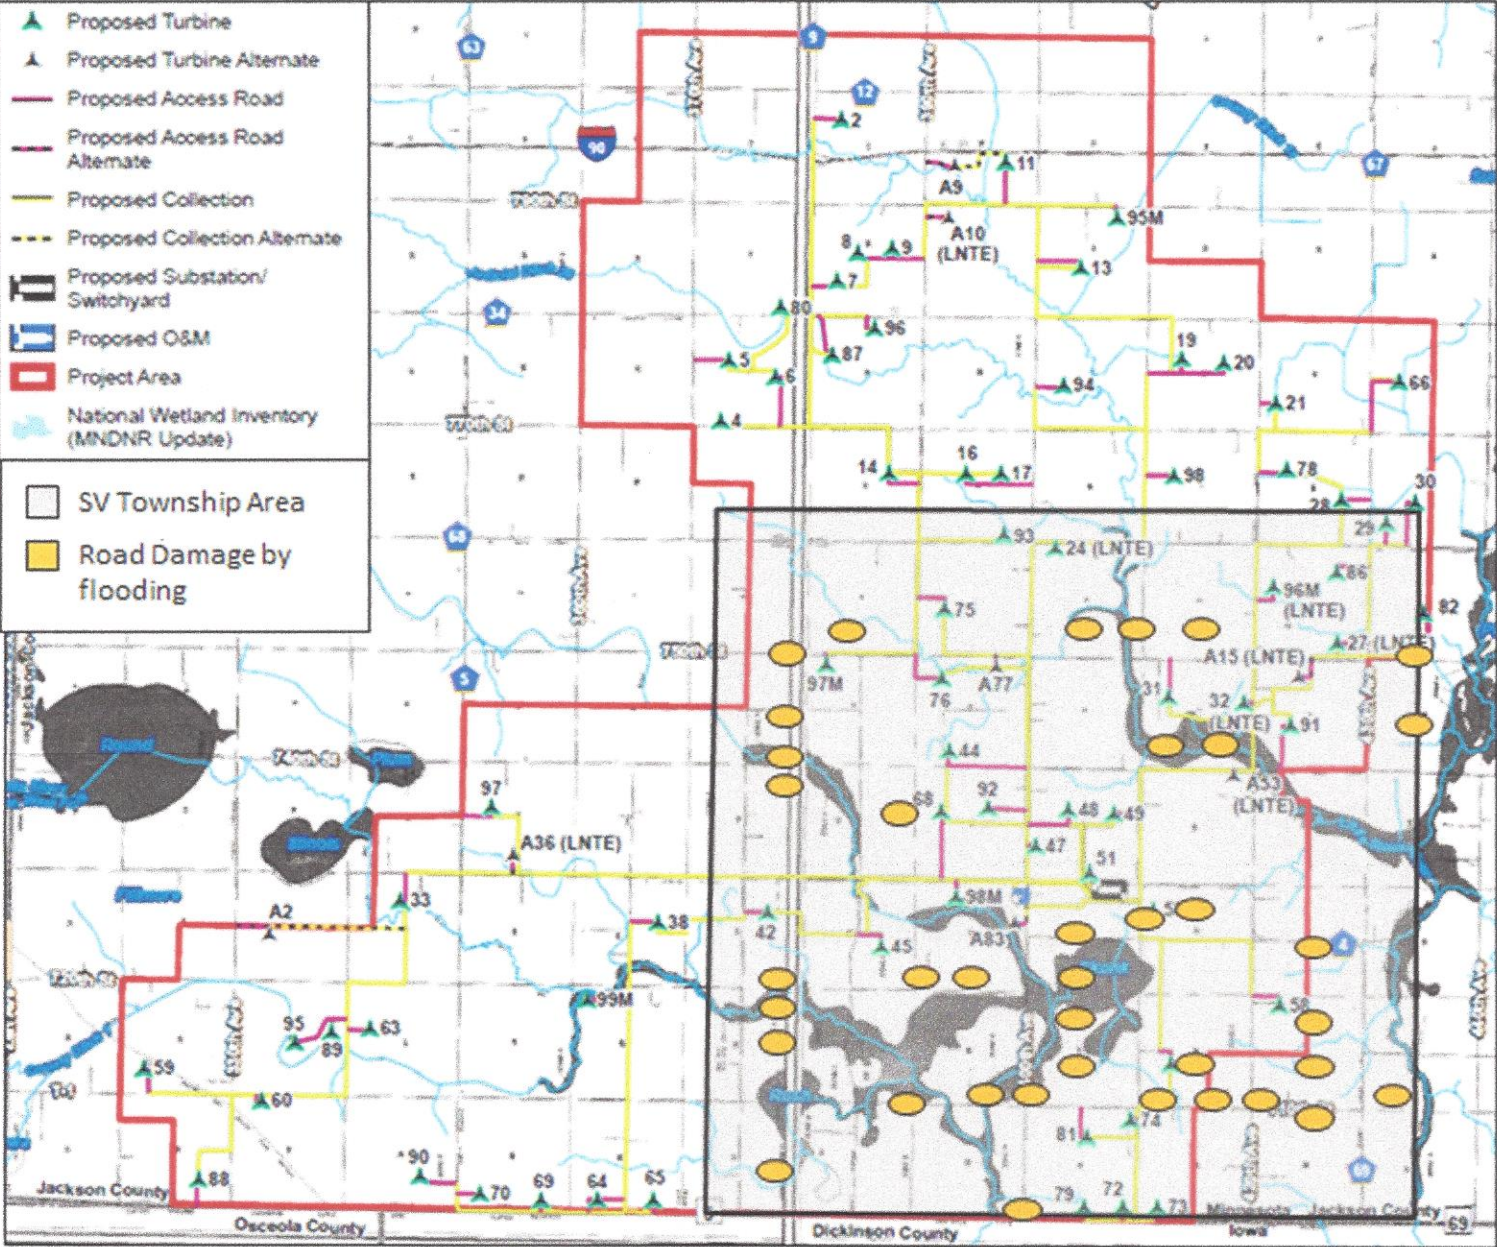 Proposed Turbine
Proposed Turbine Alternate
Proposed Access Road
Proposed Access Road
Alternate
Proposed Collection
Proposed Collection Alternate
Proposed Substation/
Switchyard
Proposed O&M
Project Area
National Wetland Inventory
(MNDNR Update)
SV Township Area
Road Damage by
flooding
63
9
12
2
90
67
A9
11
95M
A10
(LNTE)
8
9
13
7
34
80
96
5
87
19
20
6
94
66
21
4
14
16
17
98
78
28
30
29
93
24 (LNTE)
86
96M
(LNTE)
75
82
27 (LNTE)
A15 (LNTE)
5
97M
76
A77
31
32
(LNTE)
91
Round
44
A53
(LNTE)
97
68
92
48
49
A36 (LNTE)
47
51
33
98M
A2
38
42
45
A83
4
99M
58
95
89
63
59
60
81
74
88
90
70
69
64
65
79
72
73
Jackson County
Minnesota
Jackson County
Osceola County
Dickinson County
Iowa
69